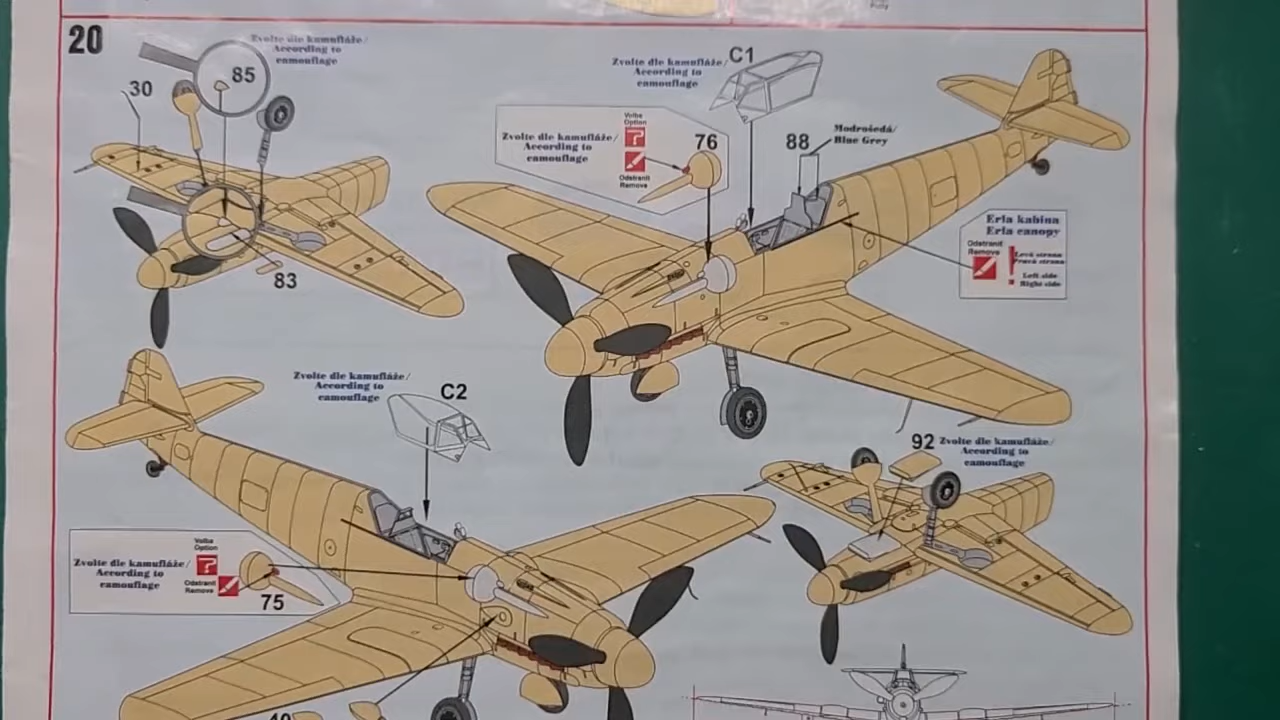 20
Zvolte dle kamufláže/
According to
camouflage
85
30
83
Zvolte dle kamufláže/
According to
camouflage
C1
Zvolte dle kamufláže/
According to
camouflage
Volba
Option
?
Odstranit
Remove
76
88
Modrošedá/
Blue Grey
Erla kabina
Erla canopy
Odstranit
Remove
!
Levá strana
Pravá strana
Left side
Right side
Zvolte dle kamufláže/
According to
camouflage
C2
92
Zvolte dle kamufláže/
According to
camouflage
Zvolte dle kamufláže/
According to
camouflage
Volba
Option
?
Odstranit
Remove
75